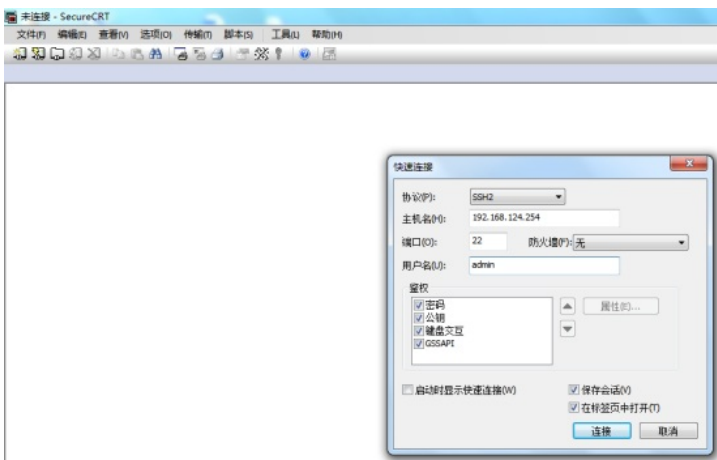 未连接 - SecureCRT
文件(F) 编辑(E) 查看(V) 选项(O) 传输(T) 脚本(S) 工具(L) 帮助(H)
快速连接
协议(P): SSH2
主机名(H): 192.168.124.254
端口(O): 22 防火墙(F): 无
用户名(U): admin
鉴权
密码
公钥
属性(E)...
键盘交互
GSSAPI
启动时显示快速连接(W) 保存会话(V)
在标签页中打开(T)
连接 取消